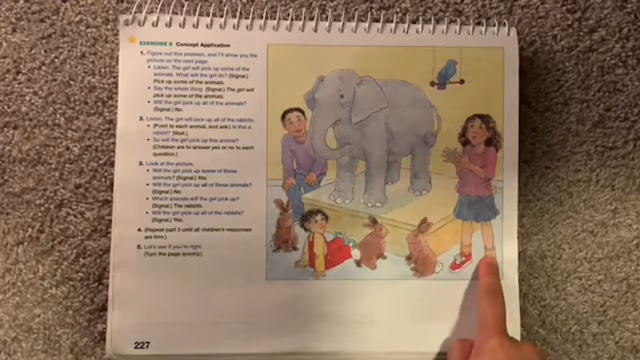 EXERCISE 9 Concept Application
1. Figure out this problem, and I'll show you the
picture on the next page.
• Listen. The girl will pick up some of the
animals. What will the girl do? (Signal.)
Pick up some of the animals.
• Say the whole thing. (Signal.) The girl will
pick up some of the animals.
• Will the girl pick up all of the animals?
(Signal.) No.
2. Listen. The girl will pick up all of the rabbits.
• (Point to each animal, and ask:) Is this a
rabbit? (Wait.)
• So will the girl pick up this animal?
(Children are to answer yes or no to each
question.)
3. Look at the picture.
• Will the girl pick up some of these
animals? (Signal.) Yes.
• Will the girl pick up all of these animals?
(Signal.) No.
• Which animals will the girl pick up?
(Signal.) The rabbits.
• Will the girl pick up all of the rabbits?
(Signal.) Yes.
4. (Repeat part 3 until all children's responses
are firm.)
5. Let's see if you're right.
(Turn the page quickly.)
227